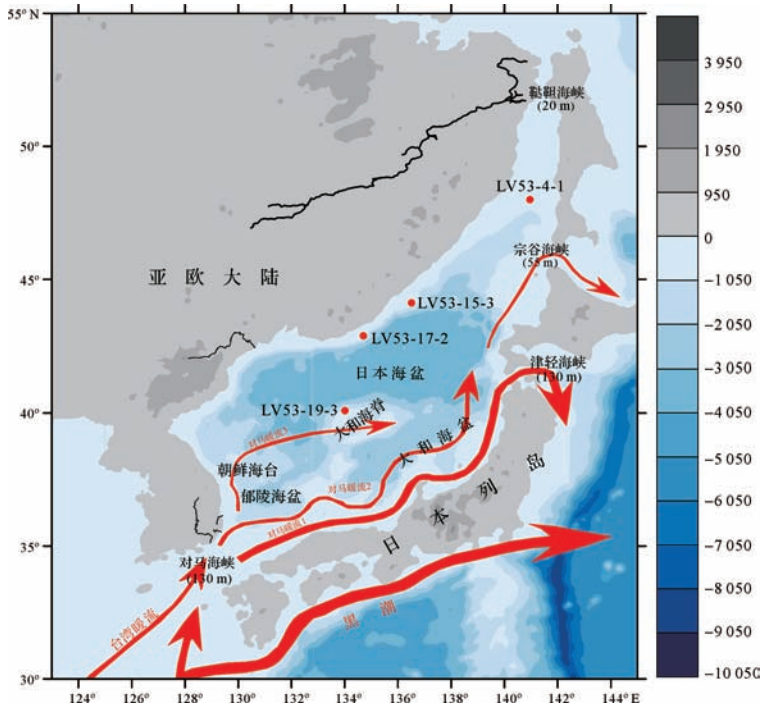 55° N
50°
45°
40°
35°
30°
124°
126°
128°
130°
132°
134°
136°
138°
140°
142°
144° E
鞑靼海峡
(20 m)
LV53-4-1
宗谷海峡
(55 m)
亚欧大陆
LV53-15-3
LV53-17-2
日本海盆
津轻海峡
(130 m)
LV53-19-3
大和海脊
对马暖流3
大和海盆
朝鲜海台
对马暖流2
郁陵海盆
对马暖流1
日本列岛
对马海峡
(130 m)
台湾暖流
黑潮
3 950
2 950
1 950
950
0
-1 050
-2 050
-3 050
-4 050
-5 050
-6 050
-7 050
-8 050
-9 050
-10 050